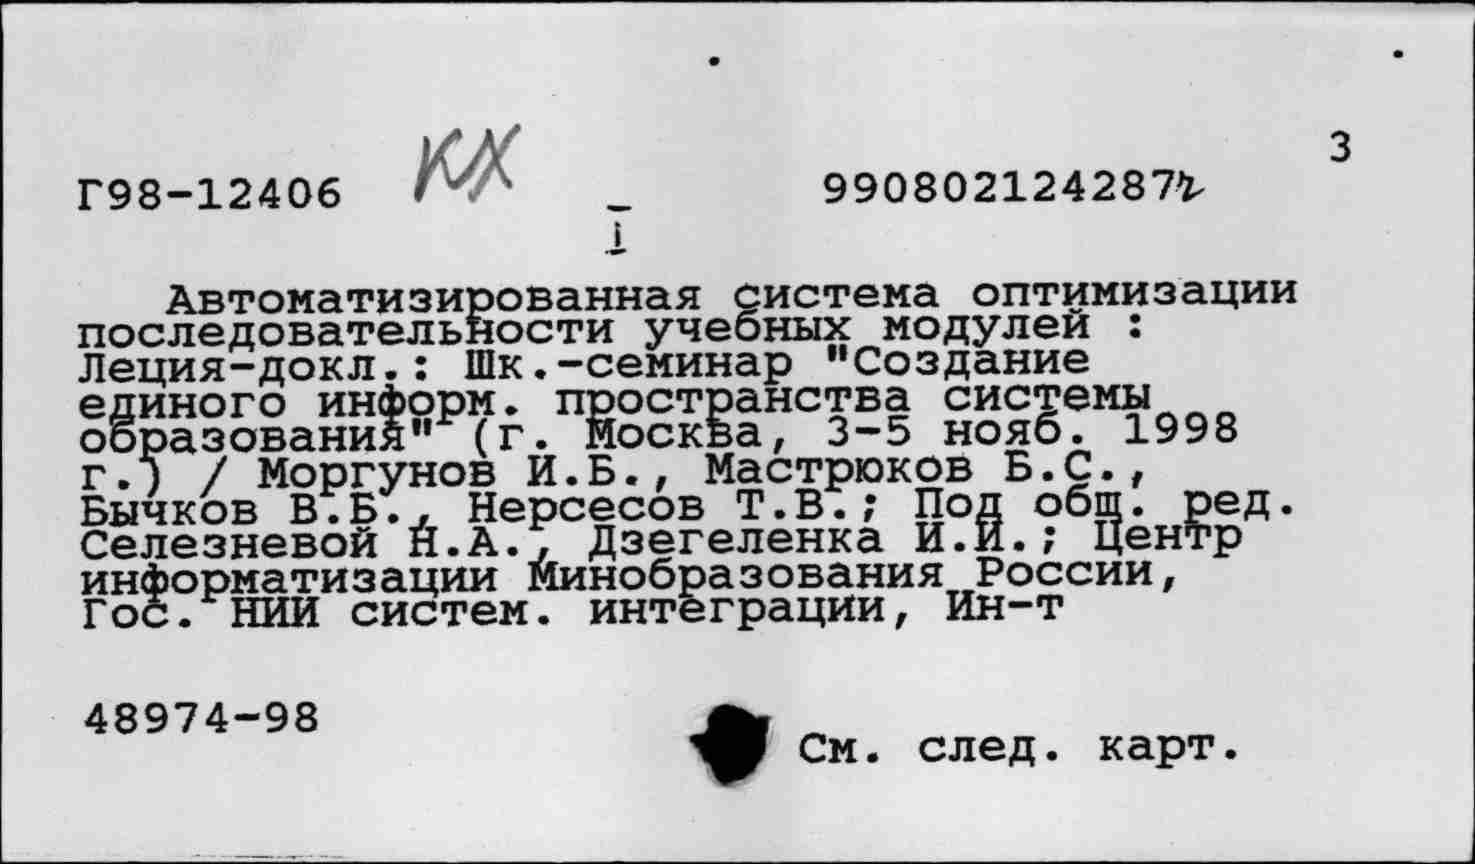 3
Г98-12406 КХ 9908021242872
1
Автоматизированная система оптимизации
последовательности учебных модулей :
Леция-докл.: Шк.-семинар "Создание
единого информ. пространства системы
образования" (г. Москва, 3-5 нояб. 1998
г.) / Моргунов И.Б., Мастрюков Б.С.,
Бычков В.Б., Нерсесов Т.В.; Под общ. ред.
Селезневой Н.А., Дзегеленка И.И.; Центр
информатизации Минобразования России,
Гос. НИИ систем. интеграции, Ин-т
48974-98
См. след. карт.